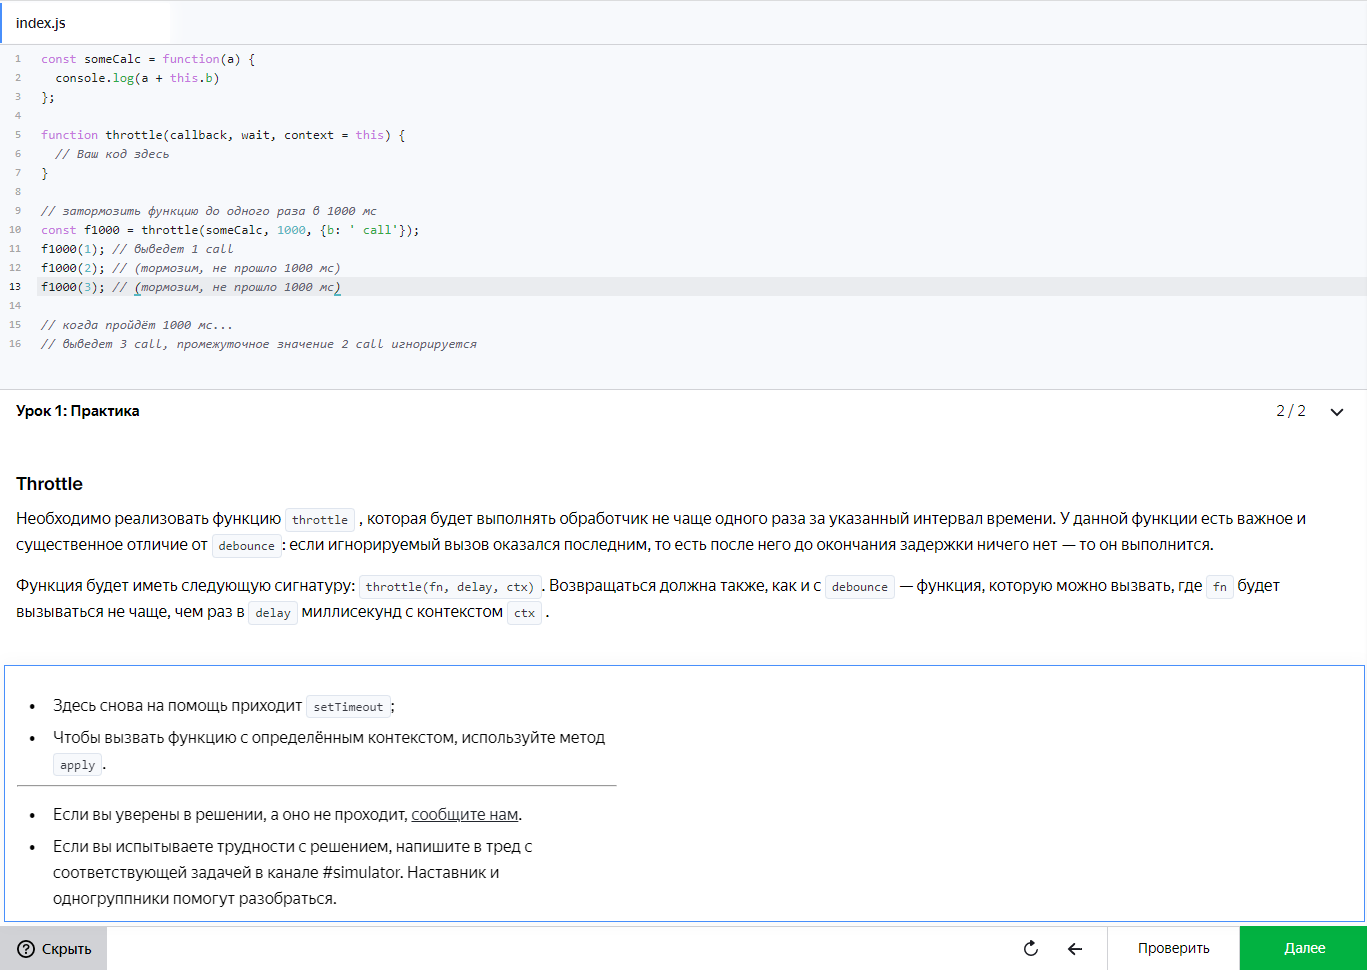 index.js
1 const someCalc = function(a) {
2 console.log(a + this.b)
3 };
4
5 function throttle(callback, wait, context = this) {
6 // Ваш код здесь
7 }
8
9 // затормозить функцию до одного раза в 1000 мс
10 const f1000 = throttle(someCalc, 1000, {b: ' call'});
11 f1000(1); // выведет 1 call
12 f1000(2); // (тормозим, не прошло 1000 мс)
13 f1000(3); // (тормозим, не прошло 1000 мс)
14
15 // когда пройдёт 1000 мс...
16 // выведет 3 call, промежуточное значение 2 call игнорируется
Урок 1: Практика 2 / 2
Throttle
Необходимо реализовать функцию throttle , которая будет выполнять обработчик не чаще одного раза за указанный интервал времени. У данной функции есть важное и
существенное отличие от debounce : если игнорируемый вызов оказался последним, то есть после него до окончания задержки ничего нет — то он выполнится.
Функция будет иметь следующую сигнатуру: throttle(fn, delay, ctx) . Возвращаться должна также, как и с debounce — функция, которую можно вызвать, где fn будет
вызываться не чаще, чем раз в delay миллисекунд с контекстом ctx .
• Здесь снова на помощь приходит setTimeout ;
• Чтобы вызвать функцию с определённым контекстом, используйте метод
apply .
• Если вы уверены в решении, а оно не проходит, сообщите нам.
• Если вы испытываете трудности с решением, напишите в тред с
соответствующей задачей в канале #simulator. Наставник и
одногруппники помогут разобраться.
? Скрыть Проверить Далее